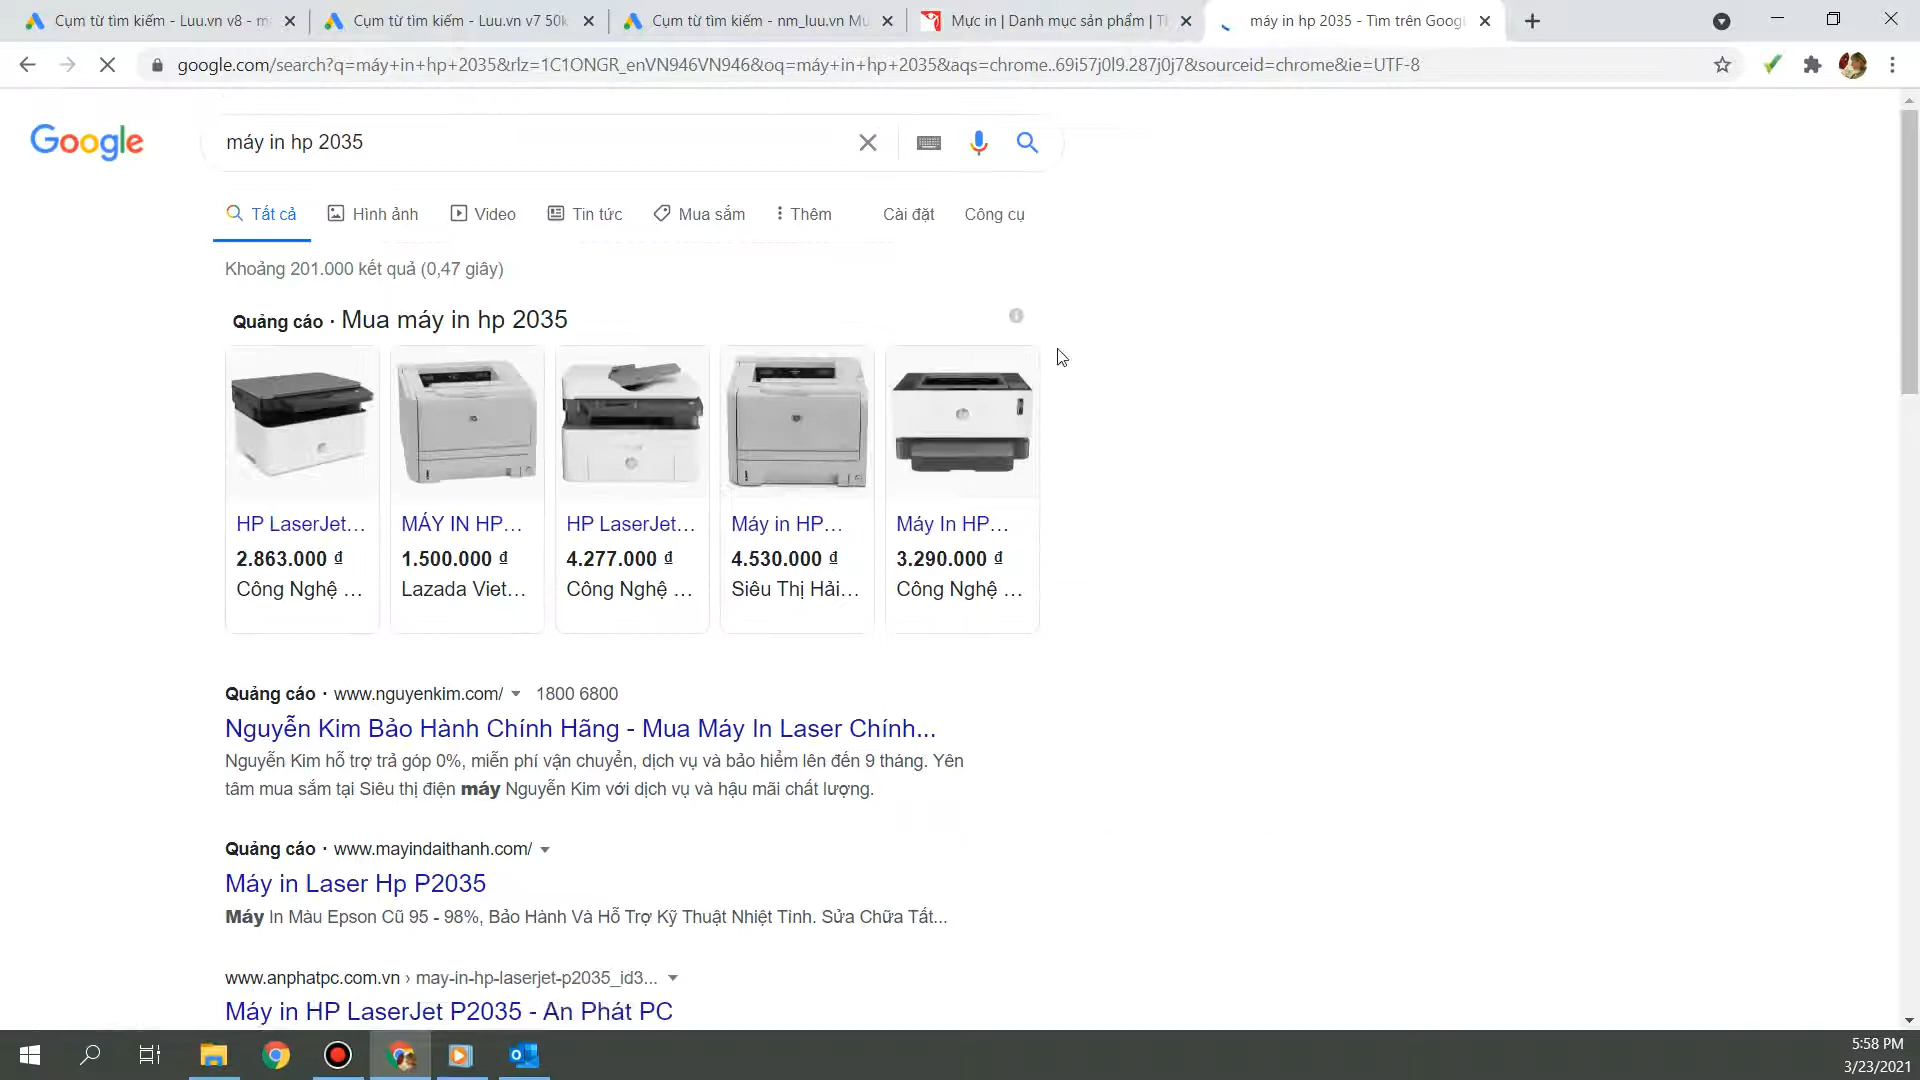 Cụm từ tìm kiếm - Luu.vn v8 - m
Cụm từ tìm kiếm - Luu.vn v7 50k
Cụm từ tìm kiếm - nm_luu.vn Mu
Mực in | Danh mục sản phẩm | Th
máy in hp 2035 - Tìm trên Googl
google.com/search?q=máy+in+hp+2035&rlz=1C1ONGR_enVN946VN946&oq=máy+in+hp+2035&aqs=chrome..69i57j0l9.287j0j7&sourceid=chrome&ie=UTF-8
Google
máy in hp 2035
Tất cả Hình ảnh Video Tin tức Mua sắm Thêm Cài đặt Công cụ
Khoảng 201.000 kết quả (0,47 giây)
Quảng cáo · Mua máy in hp 2035
HP LaserJet...
2.863.000 ₫
Công Nghệ ...
MÁY IN HP...
1.500.000 ₫
Lazada Viet...
HP LaserJet...
4.277.000 ₫
Công Nghệ ...
Máy in HP...
4.530.000 ₫
Siêu Thị Hải...
Máy In HP...
3.290.000 ₫
Công Nghệ ...
Quảng cáo · www.nguyenkim.com/ 1800 6800
Nguyễn Kim Bảo Hành Chính Hãng - Mua Máy In Laser Chính...
Nguyễn Kim hỗ trợ trả góp 0%, miễn phí vận chuyển, dịch vụ và bảo hiểm lên đến 9 tháng. Yên
tâm mua sắm tại Siêu thị điện máy Nguyễn Kim với dịch vụ và hậu mãi chất lượng.
Quảng cáo · www.mayindaithanh.com/
Máy in Laser Hp P2035
Máy In Màu Epson Cũ 95 - 98%, Bảo Hành Và Hỗ Trợ Kỹ Thuật Nhiệt Tình. Sửa Chữa Tất...
www.anphatpc.com.vn › may-in-hp-laserjet-p2035_id3...
Máy in HP LaserJet P2035 - An Phát PC
5:58 PM
3/23/2021